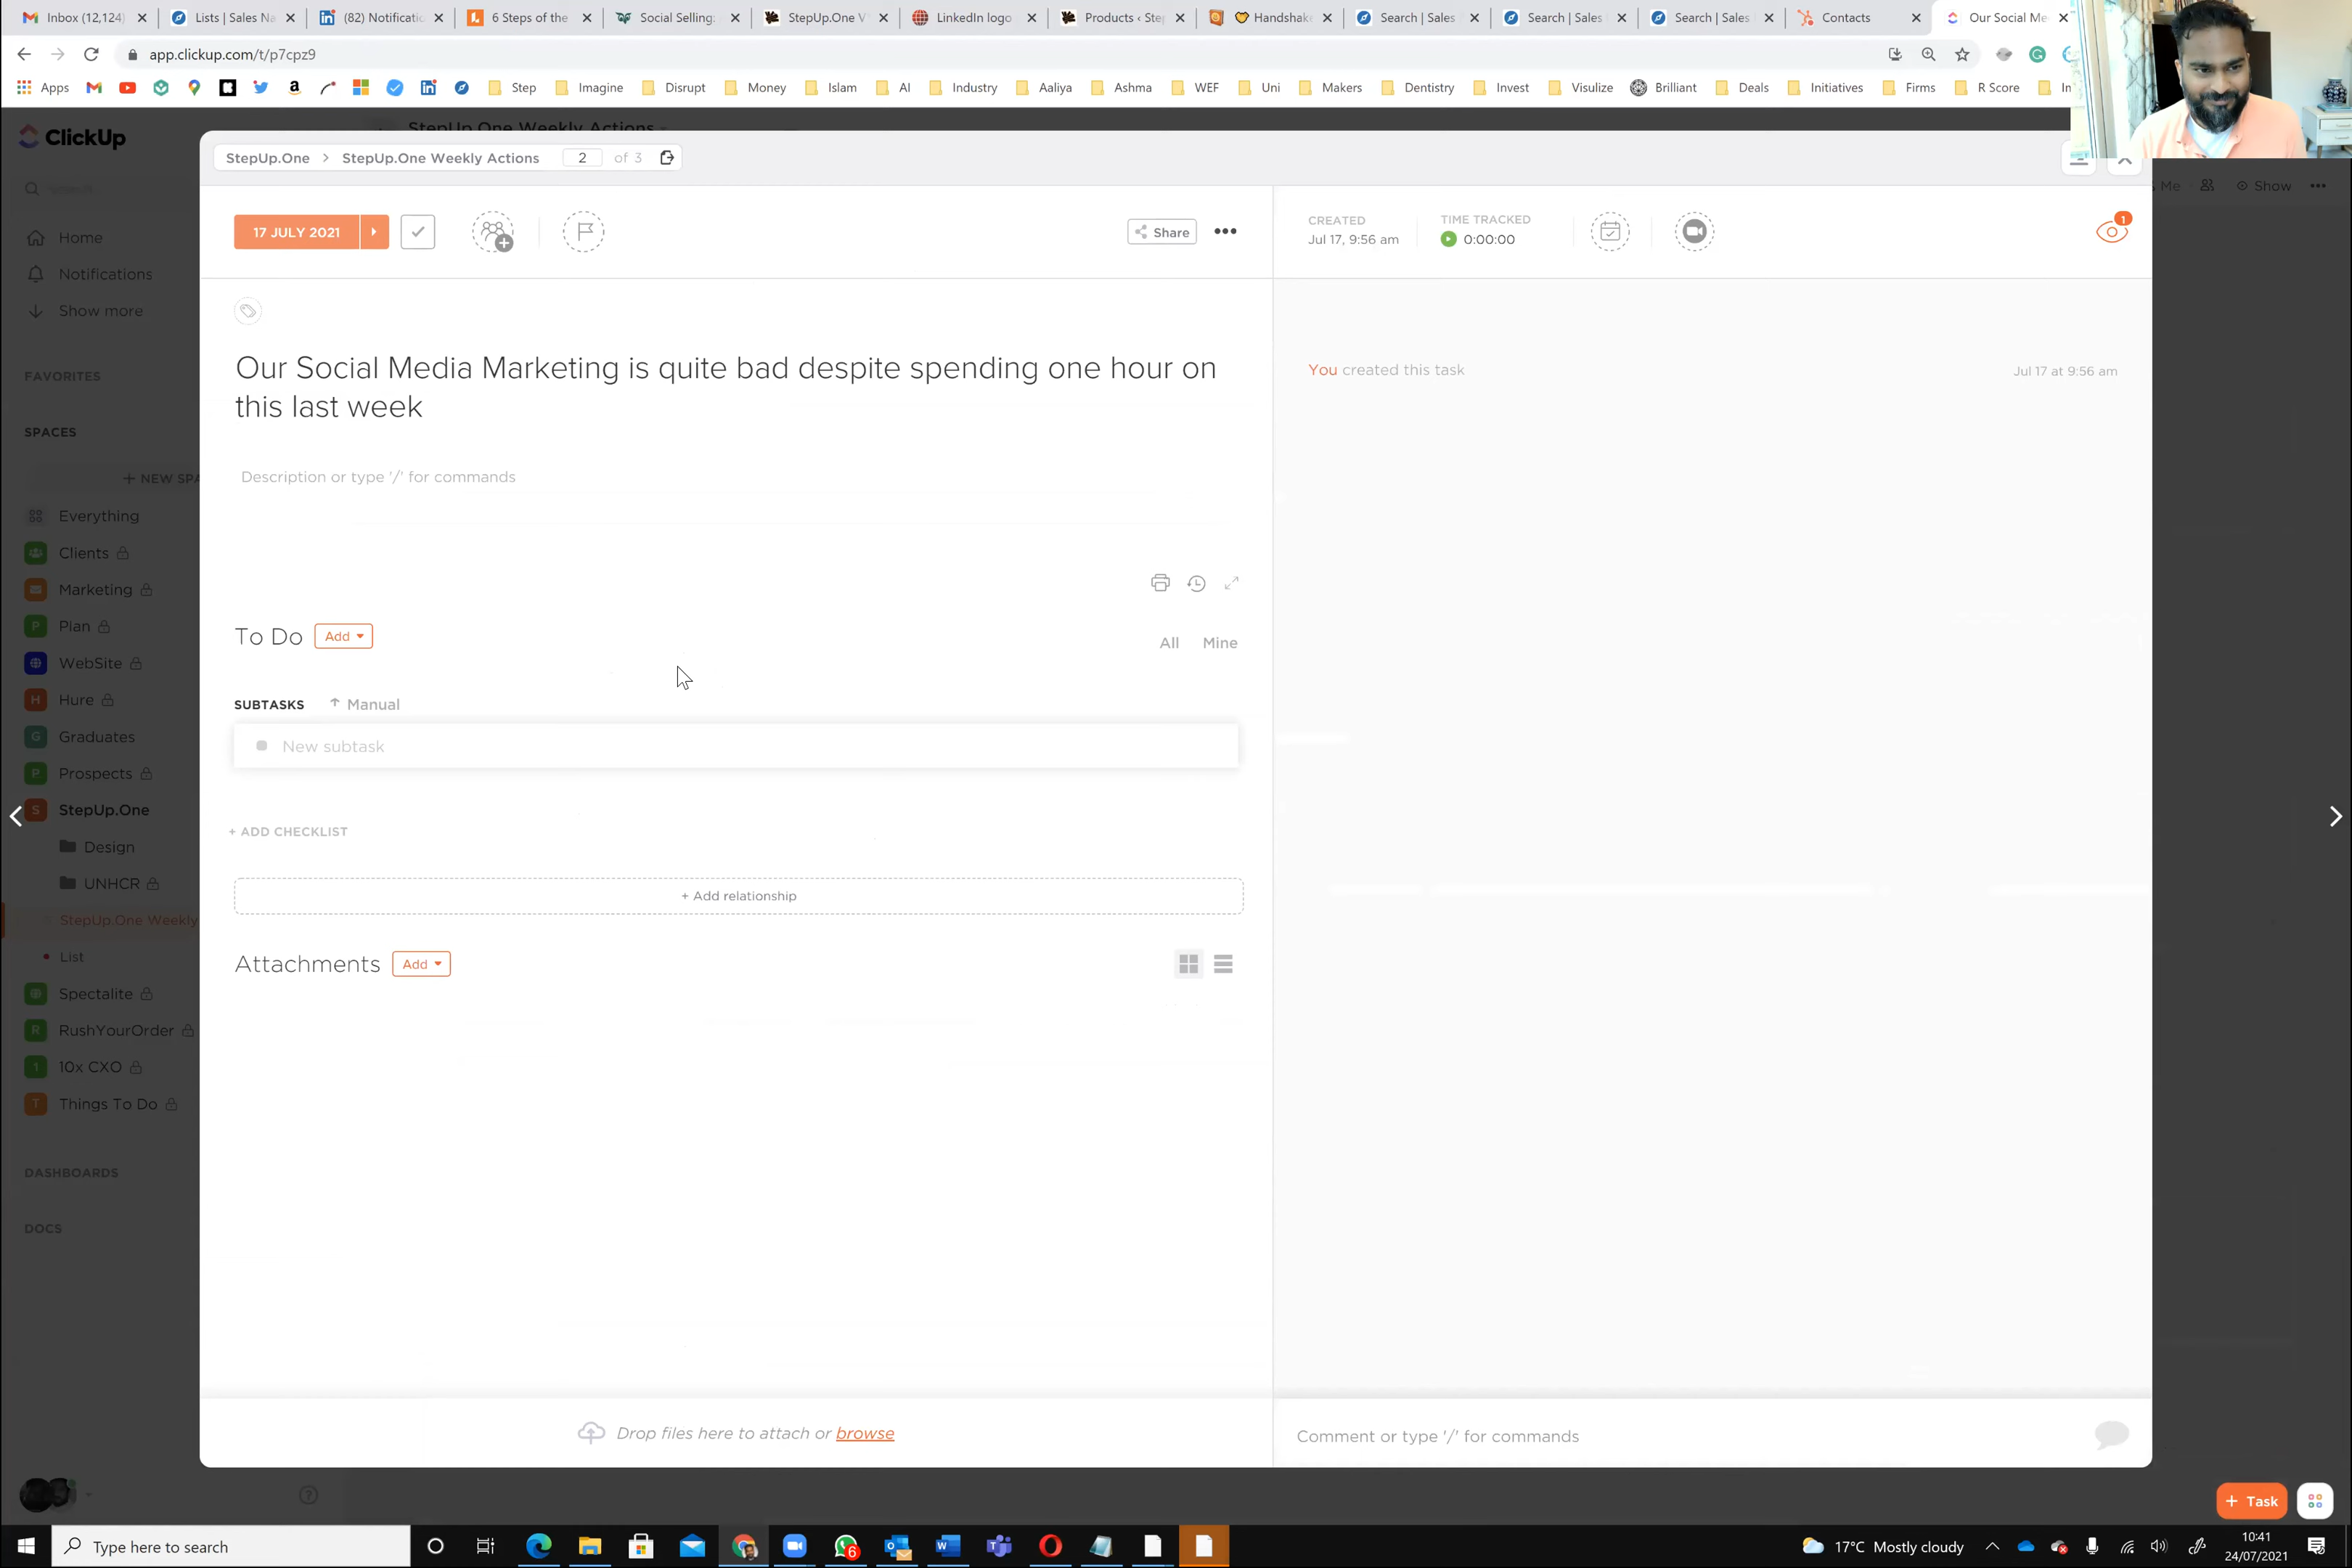 Inbox (12,124)
Lists | Sales Na
(82) Notificatio
6 Steps of the
Social Selling:
StepUp.One V
LinkedIn logo
Products ‹ Step
Handshake
Search | Sales
Search | Sales
Search | Sales
Contacts
Our Social Me
app.clickup.com/t/p7cpz9
Apps
Step
Imagine
Disrupt
Money
Islam
AI
Industry
Aaliya
Ashma
WEF
Uni
Makers
Dentistry
Invest
Visulize
Brilliant
Deals
Initiatives
Firms
R Score
ClickUp
StepUp.One Weekly Actions
StepUp.One > StepUp.One Weekly Actions 2 of 3
Search
Me
Show
Home
Notifications
Show more
FAVORITES
SPACES
+ NEW SPA
Everything
Clients
Marketing
P Plan
WebSite
H Hure
G Graduates
P Prospects
S StepUp.One
Design
UNHCR
StepUp.One Weekly
List
Spectalite
R RushYourOrder
1 10x CXO
T Things To Do
DASHBOARDS
DOCS
17 JULY 2021
Share
CREATED
Jul 17, 9:56 am
TIME TRACKED
0:00:00
1
Our Social Media Marketing is quite bad despite spending one hour on
this last week
You created this task
Jul 17 at 9:56 am
Description or type '/' for commands
To Do
Add
All Mine
SUBTASKS
Manual
New subtask
+ ADD CHECKLIST
+ Add relationship
Attachments
Add
Drop files here to attach or browse
Comment or type '/' for commands
+ Task
Type here to search
6
17°C Mostly cloudy
10:41
24/07/2021